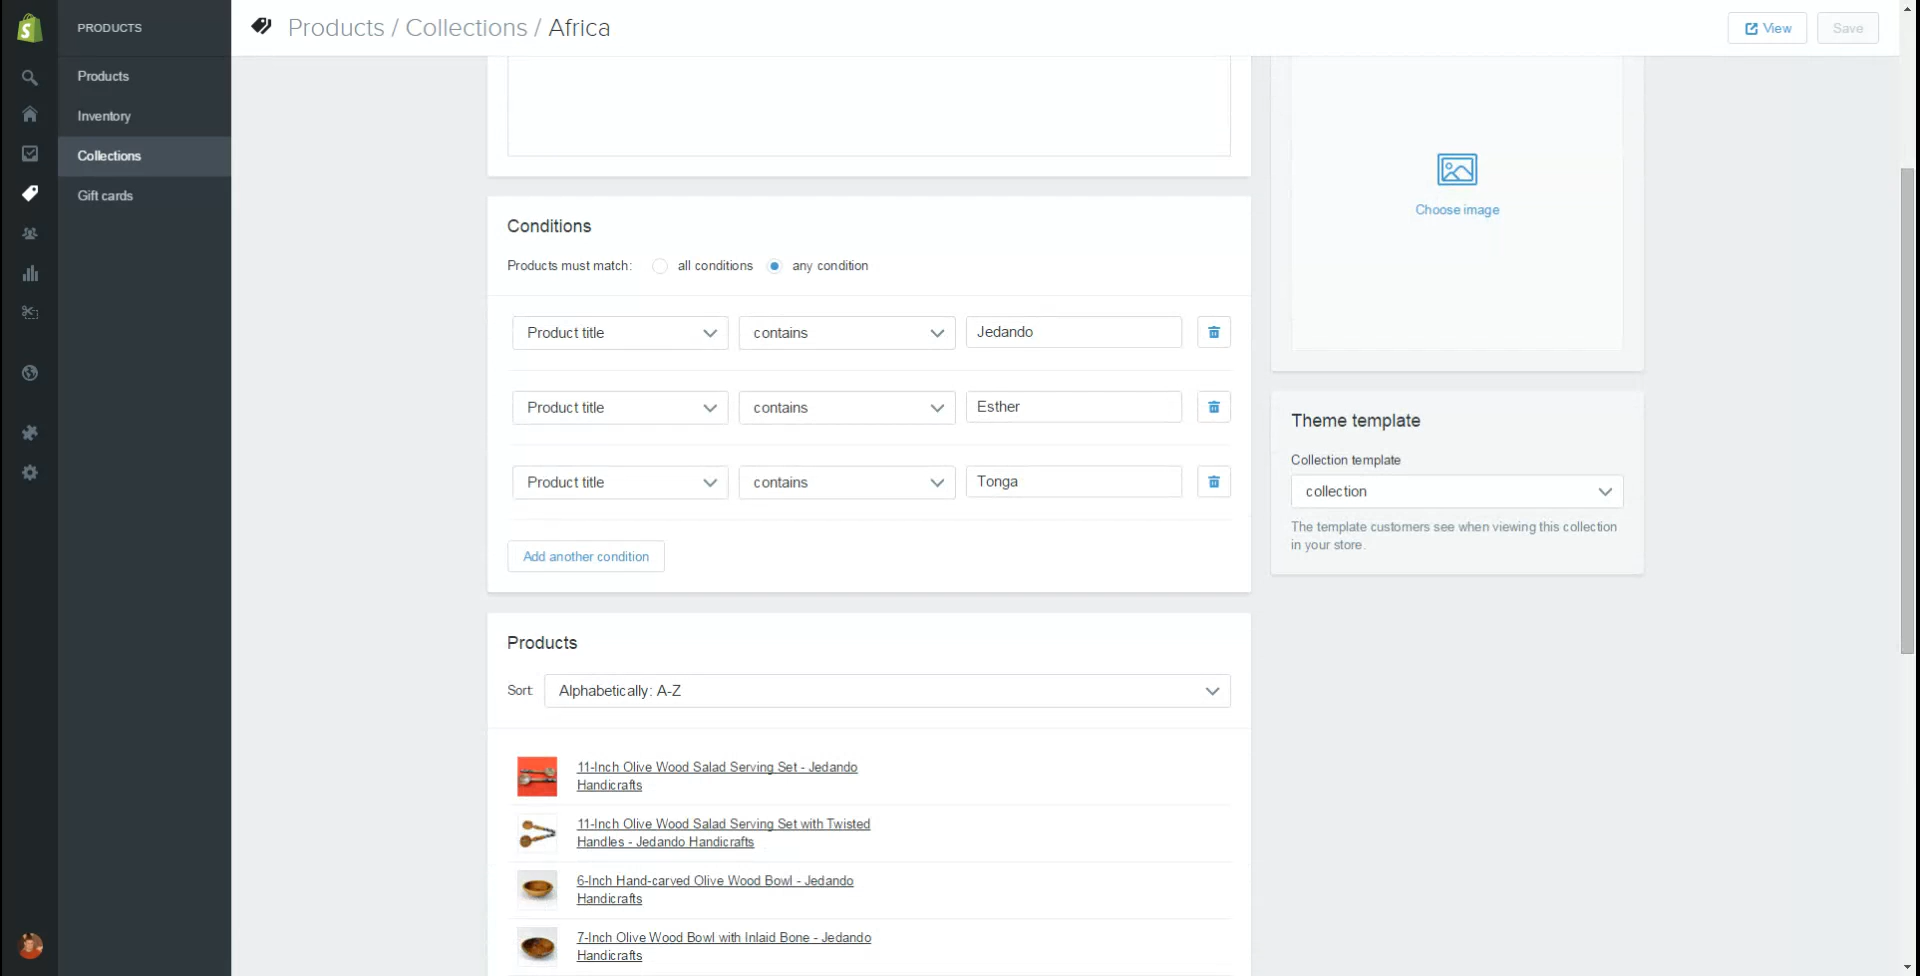 PRODUCTS
Products / Collections / Africa
View
Save
Products
Inventory
Collections
Gift cards
Choose image
Conditions
Products must match: all conditions any condition
Product title contains Jedando
Product title contains Esther
Product title contains Tonga
Add another condition
Theme template
Collection template
collection
The template customers see when viewing this collection
in your store.
Products
Sort: Alphabetically: A-Z
11-Inch Olive Wood Salad Serving Set - Jedando
Handicrafts
11-Inch Olive Wood Salad Serving Set with Twisted
Handles - Jedando Handicrafts
6-Inch Hand-carved Olive Wood Bowl - Jedando
Handicrafts
7-Inch Olive Wood Bowl with Inlaid Bone - Jedando
Handicrafts